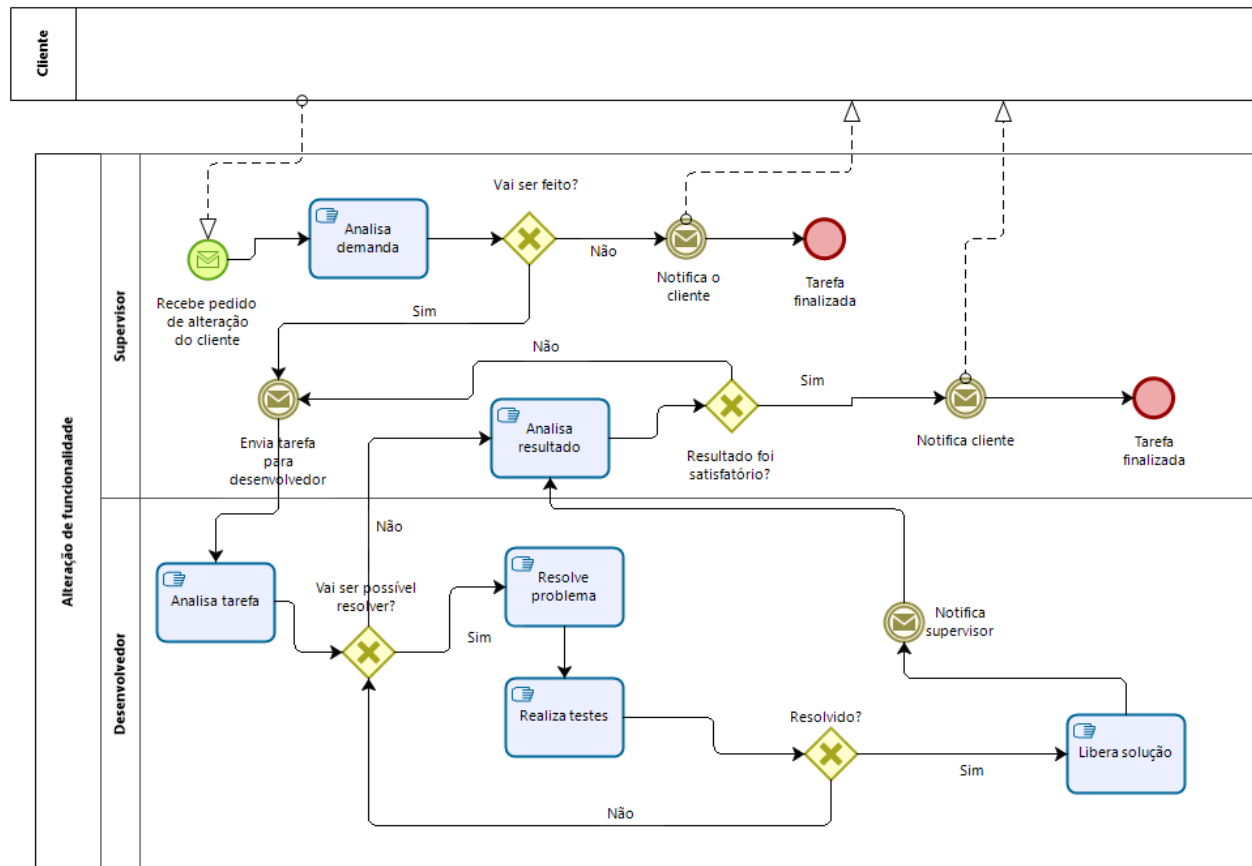 Cliente
Alteração de funcionalidade
Supervisor
Vai ser feito?
Analisa
demanda
Não
Notifica o
cliente
Tarefa
finalizada
Recebe pedido
de alteração
do cliente
Sim
Não
Sim
Envia tarefa
para
desenvolvedor
Analisa
resultado
Resultado foi
satisfatório?
Notifica cliente
Tarefa
finalizada
Desenvolvedor
Não
Analisa tarefa
Vai ser possível
resolver?
Sim
Resolve
problema
Notifica
supervisor
Realiza testes
Resolvido?
Sim
Libera solução
Não